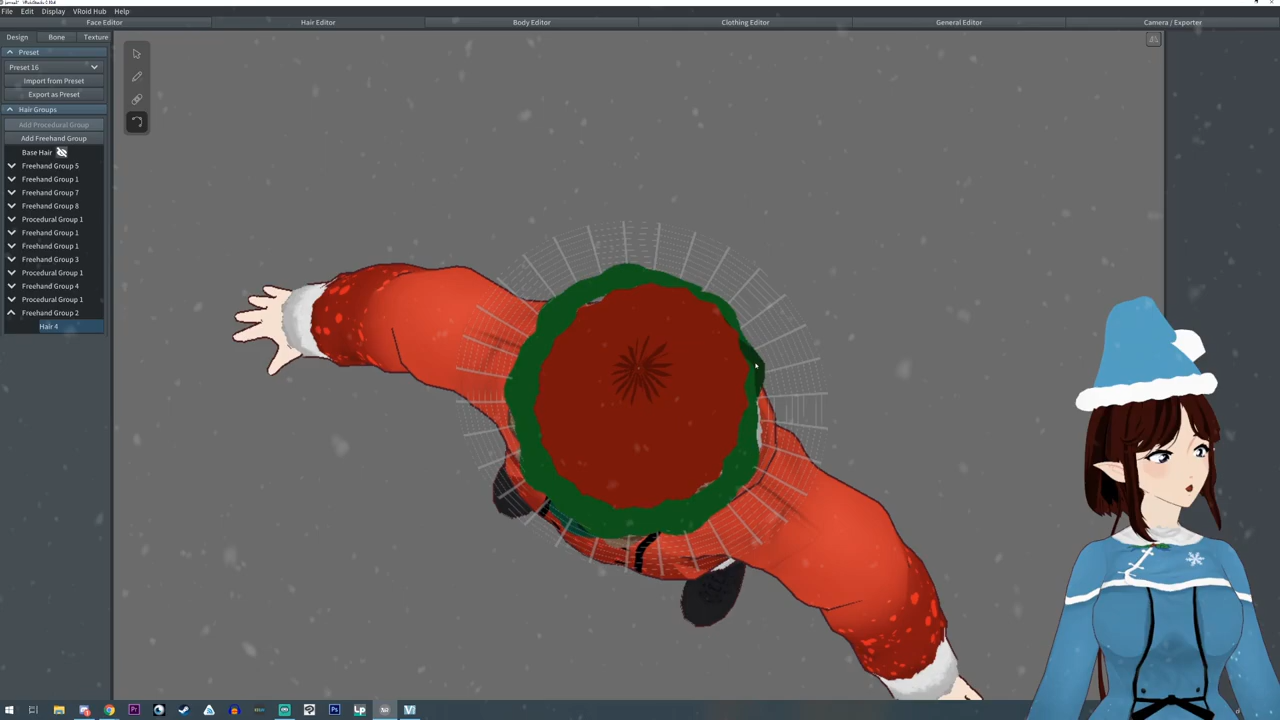 File Edit Display VRoid Hub Help
Face Editor Hair Editor Body Editor Clothing Editor General Editor Camera / Exporter
Design Bone Texture
Preset
Preset 16
Import from Preset
Export as Preset
Hair Groups
Add Procedural Group
Add Freehand Group
Base Hair
Freehand Group 5
Freehand Group 1
Freehand Group 7
Freehand Group 8
Procedural Group 1
Freehand Group 1
Freehand Group 1
Freehand Group 3
Procedural Group 1
Freehand Group 4
Procedural Group 1
Freehand Group 2
Hair 4
Pr
Ps
Lp